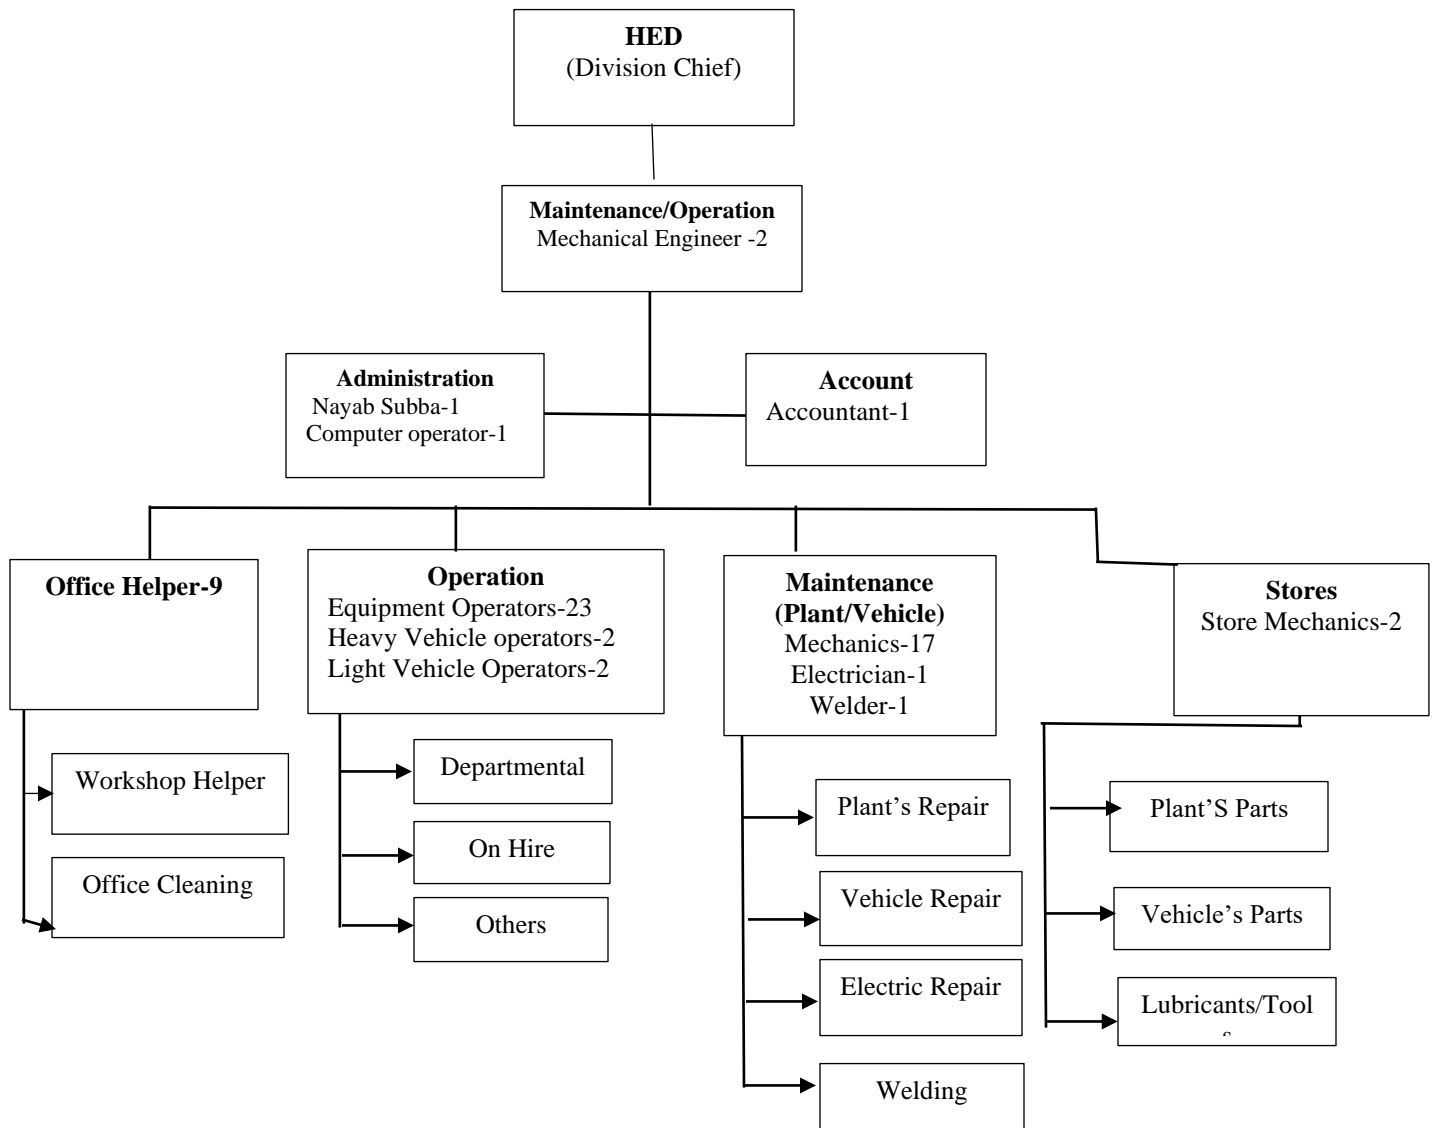 HED
(Division Chief)
Maintenance/Operation
Mechanical Engineer -2
Administration
Nayab Subba-1
Computer operator-1
Account
Accountant-1
Office Helper-9
Operation
Equipment Operators-23
Heavy Vehicle operators-2
Light Vehicle Operators-2
Maintenance
(Plant/Vehicle)
Mechanics-17
Electrician-1
Welder-1
Stores
Store Mechanics-2
Workshop Helper
Office Cleaning
Departmental
On Hire
Others
Plant’s Repair
Vehicle Repair
Electric Repair
Welding
Plant’S Parts
Vehicle’s Parts
Lubricants/Tool
s